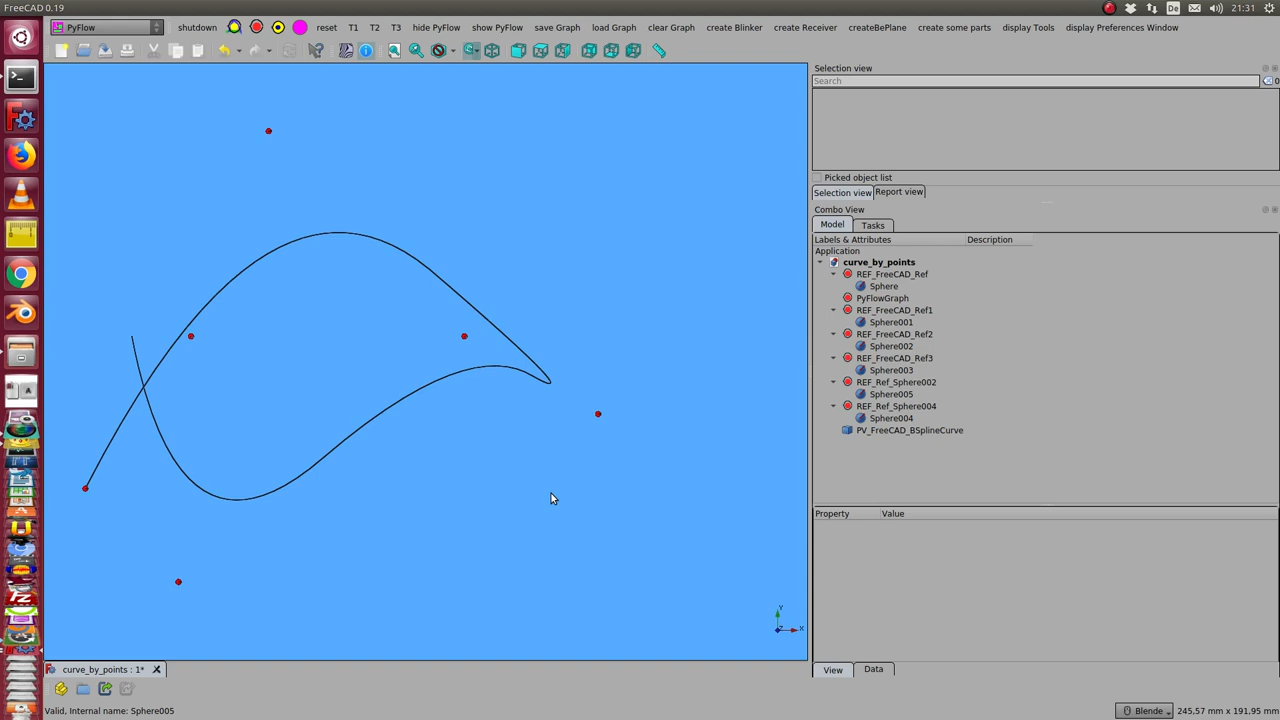 FreeCAD 0.19
De
21:31
PyFlow
shutdown
reset
T1
T2
T3
hide PyFlow
show PyFlow
save Graph
load Graph
clear Graph
create Blinker
create Receiver
createBePlane
create some parts
display Tools
display Preferences Window
Selection view
Search
0
Picked object list
Selection view
Report view
Combo View
Model
Tasks
Labels & Attributes
Description
Application
curve_by_points
REF_FreeCAD_Ref
Sphere
PyFlowGraph
REF_FreeCAD_Ref1
Sphere001
REF_FreeCAD_Ref2
Sphere002
REF_FreeCAD_Ref3
Sphere003
REF_Ref_Sphere002
Sphere005
REF_Ref_Sphere004
Sphere004
PV_FreeCAD_BSplineCurve
Property
Value
Y
X
curve_by_points : 1*
View
Data
Valid, Internal name: Sphere005
Blende
245,57 mm x 191,95 mm